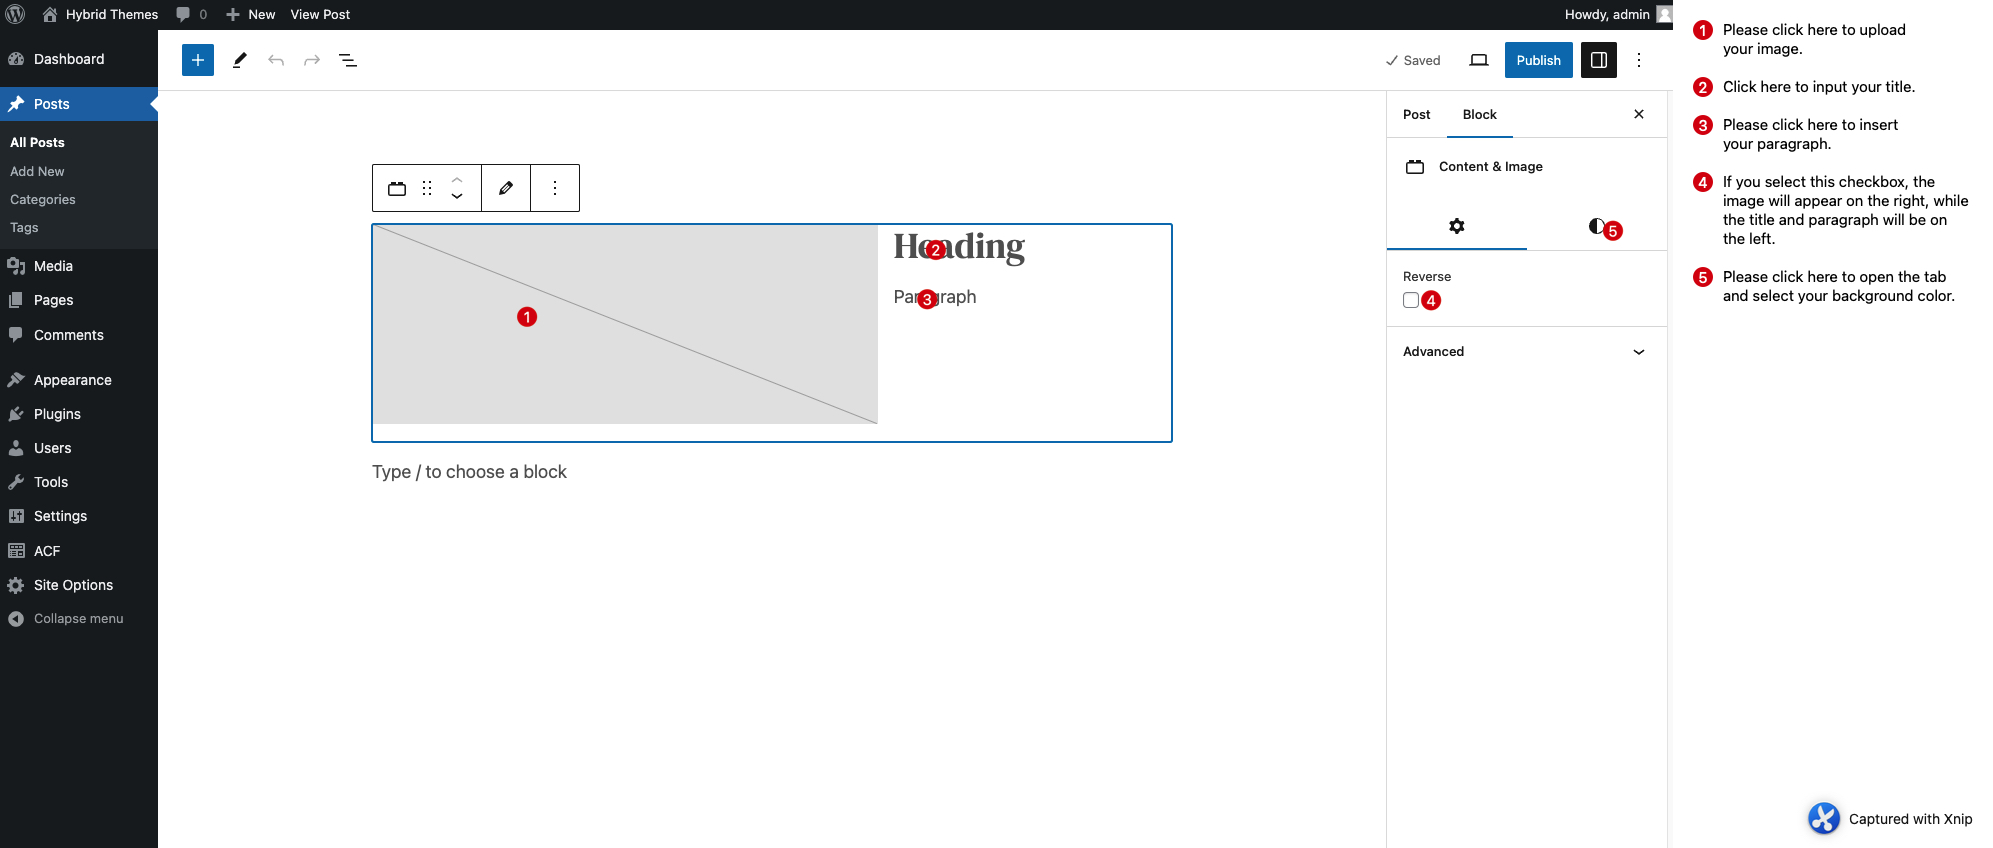 Hybrid Themes
0
New
View Post
Howdy, admin
Dashboard
Posts
All Posts
Add New
Categories
Tags
Media
Pages
Comments
Appearance
Plugins
Users
Tools
Settings
ACF
Site Options
Collapse menu
Saved
Publish
Heading
2
Paragraph
3
1
Type / to choose a block
Post
Block
Content & Image
5
Reverse
4
Advanced
1 Please click here to upload
your image.
2 Click here to input your title.
3 Please click here to insert
your paragraph.
4 If you select this checkbox, the
image will appear on the right, while
the title and paragraph will be on
the left.
5 Please click here to open the tab
and select your background color.
Captured with Xnip